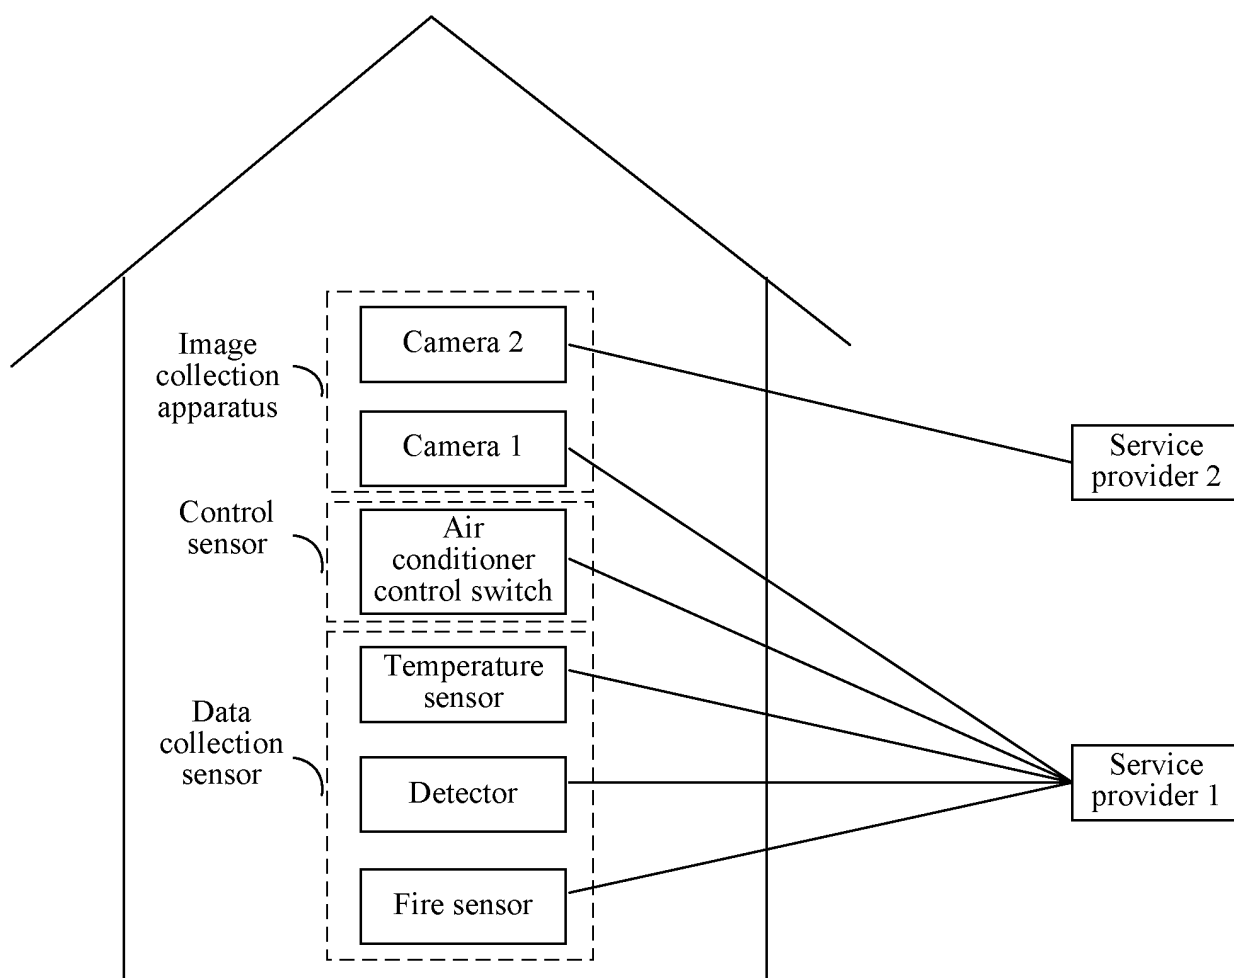 Image
collection
apparatus
Camera 2
Camera 1
Service
provider 2
Control
sensor
Air
conditioner
control switch
Data
collection
sensor
Temperature
sensor
Detector
Fire sensor
Service
provider 1